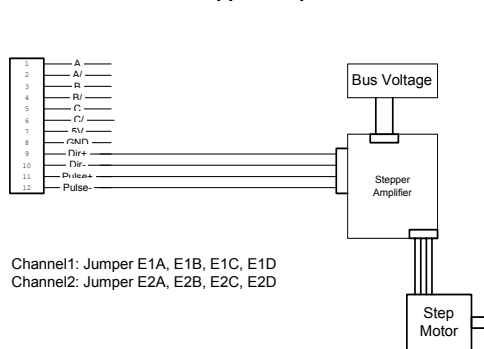 1 A
2 A/
3 B
4 B/
5 C
6 C/
7 5V
8 GND
9 Dir+
10 Dir-
11 Pulse+
12 Pulse-
Bus Voltage
Stepper
Amplifier
Channel1: Jumper E1A, E1B, E1C, E1D
Channel2: Jumper E2A, E2B, E2C, E2D
Step
Motor